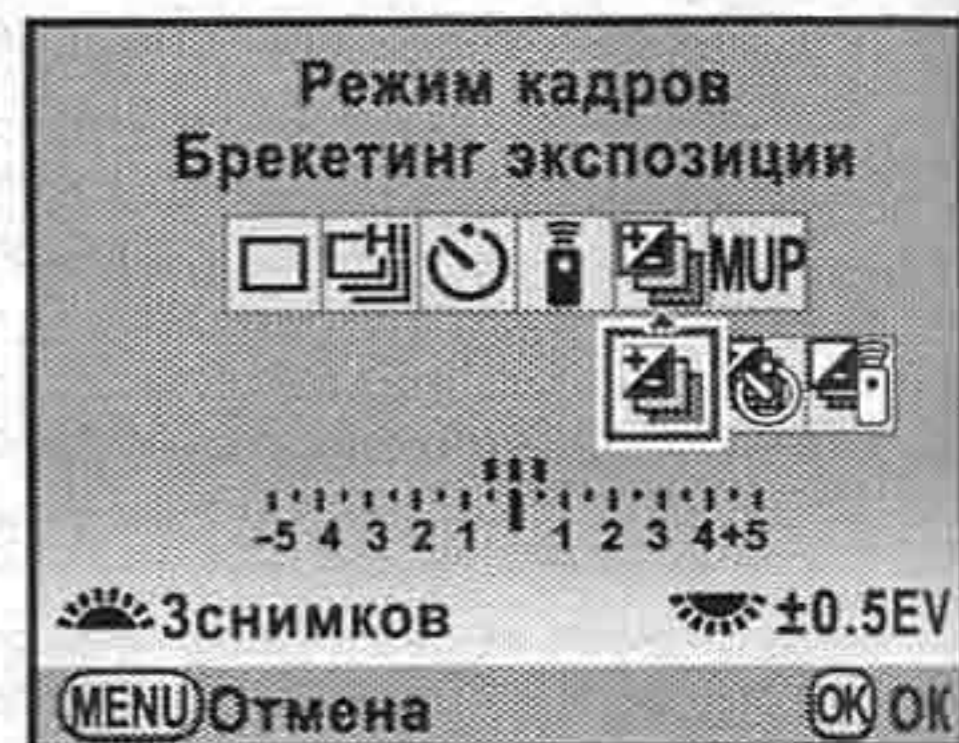 Режим кадров
Брекетинг экспозиции
HI MUP
-5 4 3 2 1 1 2 3 4+5
3снимков ±0.5EV
MENU Отмена OK OK